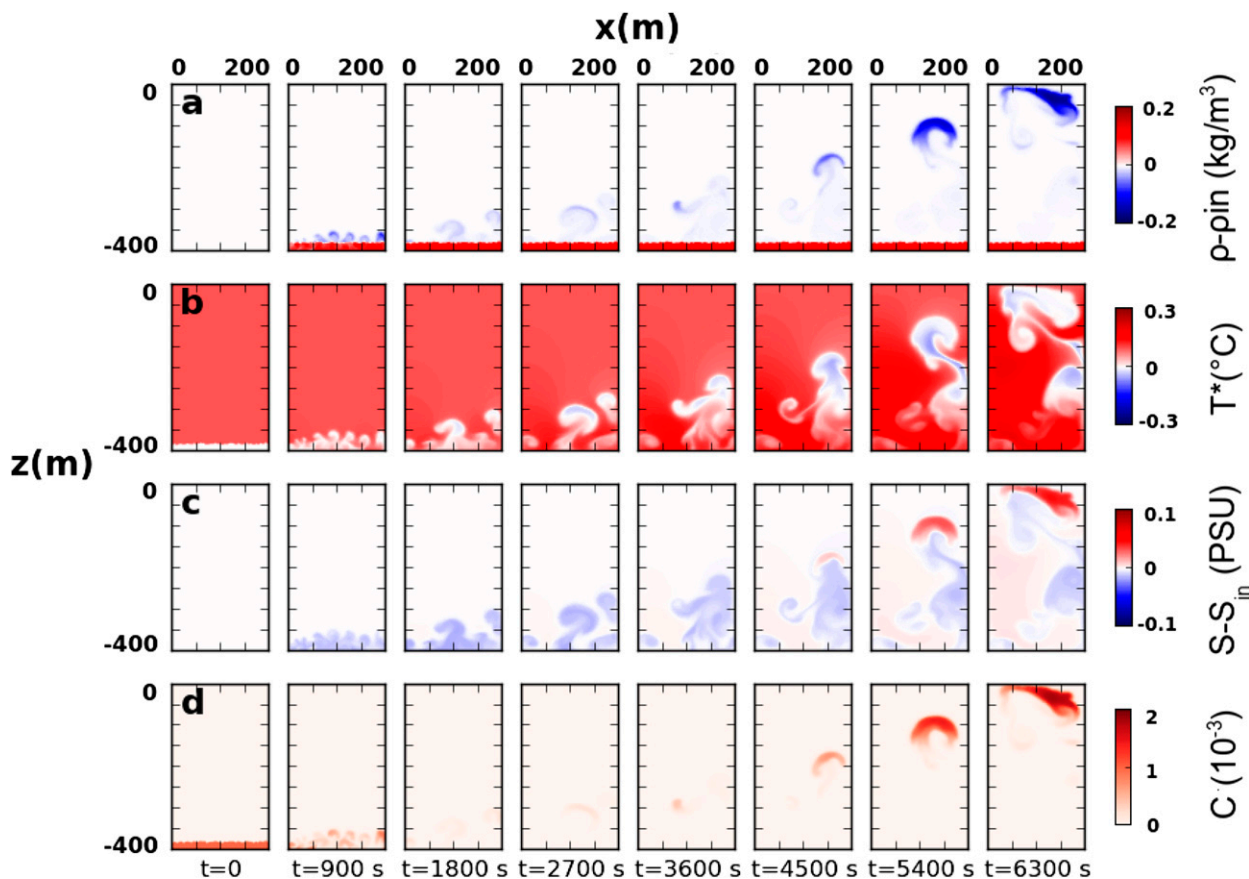 x(m)
0 200 0 200 0 200 0 200 0 200 0 200 0 200 0 200
a
0
-400
0.2
0
-0.2
ρ-ρin (kg/m³)
b
0
-400
0.3
0
-0.3
T*(°C)
z(m)
c
0
-400
0.1
0
-0.1
S-S_in (PSU)
d
0
-400
2
1
0
C (10⁻³)
t=0 t=900 s t=1800 s t=2700 s t=3600 s t=4500 s t=5400 s t=6300 s